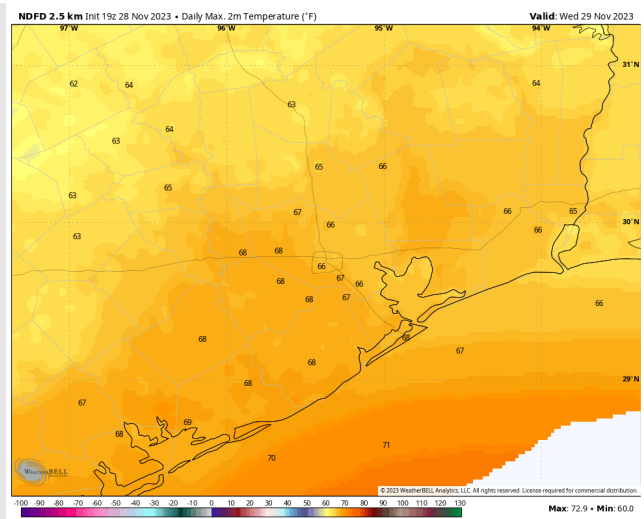 NDFD 2.5 km Init 19z 28 Nov 2023 • Daily Max. 2m Temperature (°F) Valid: Wed 29 Nov 2023
97°W 96°W 95°W 94°W
31°N
62 64 64
63
64
63
65 66
65
63
67 66 65
30°N
66 66
63
68 68
66
68 67 66
68 67 66
68 68
67
68
29°N
68
67
69
68
71
70
WEATHERBELL
© 2023 WeatherBELL Analytics, LLC. All rights reserved. License required for commercial distribution.
-100 -90 -80 -70 -60 -50 -40 -30 -20 -10 0 10 20 30 40 50 60 70 80 90 100 110 120 130
Max: 72.9 • Min: 60.0